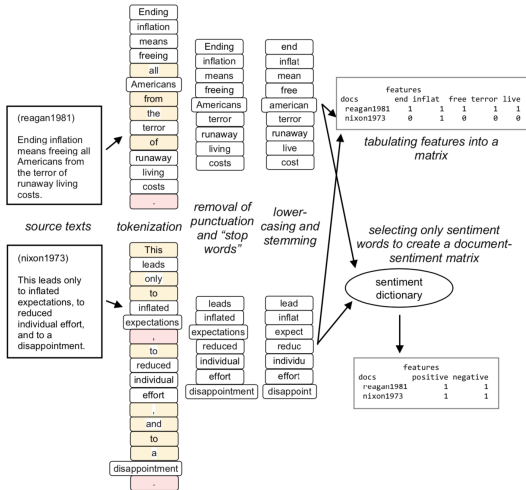 (reagan1981)
Ending inflation
means freeing all
Americans from
the terror of
runaway living
costs.
source texts
(nixon1973)
This leads only
to inflated
expectations, to
reduced
individual effort,
and to a
disappointment.
Ending
inflation
means
freeing
all
Americans
from
the
terror
of
runaway
living
costs
.
tokenization
This
leads
only
to
inflated
expectations
,
to
reduced
individual
effort
,
and
to
a
disappointment
.
Ending
inflation
means
freeing
Americans
terror
runaway
living
costs
removal of
punctuation
and “stop
words”
leads
inflated
expectations
reduced
individual
effort
disappointment
end
inflat
mean
free
american
terror
runaway
live
cost
lower-
casing and
stemming
lead
inflat
expect
reduc
individu
effort
disappoint
features
docs end inflat free terror live
reagan1981 1 1 1 1 1
nixon1973 0 1 0 0 0
tabulating features into a
matrix
selecting only sentiment
words to create a document-
sentiment matrix
sentiment
dictionary
features
docs positive negative
reagan1981 1 1
nixon1973 1 1